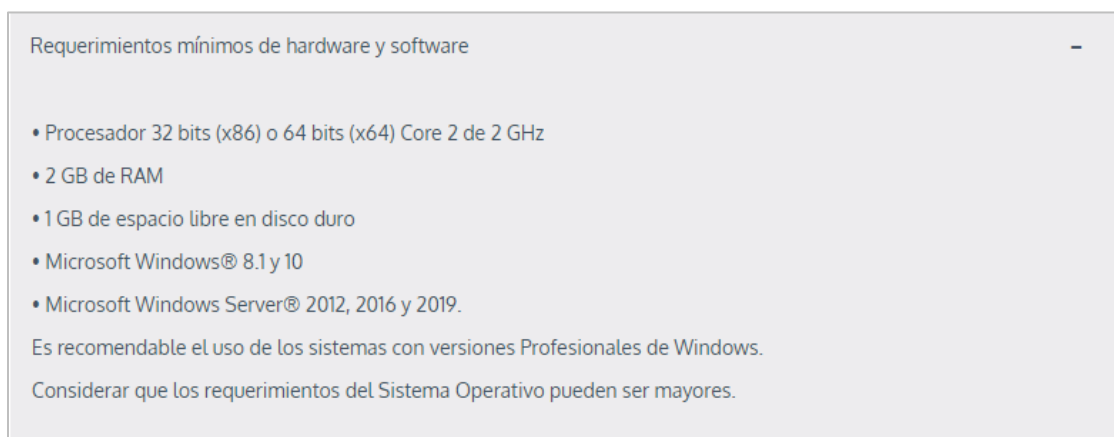 Requerimientos mínimos de hardware y software –
• Procesador 32 bits (x86) o 64 bits (x64) Core 2 de 2 GHz
• 2 GB de RAM
• 1 GB de espacio libre en disco duro
• Microsoft Windows® 8.1 y 10
• Microsoft Windows Server® 2012, 2016 y 2019.
Es recomendable el uso de los sistemas con versiones Profesionales de Windows.
Considerar que los requerimientos del Sistema Operativo pueden ser mayores.